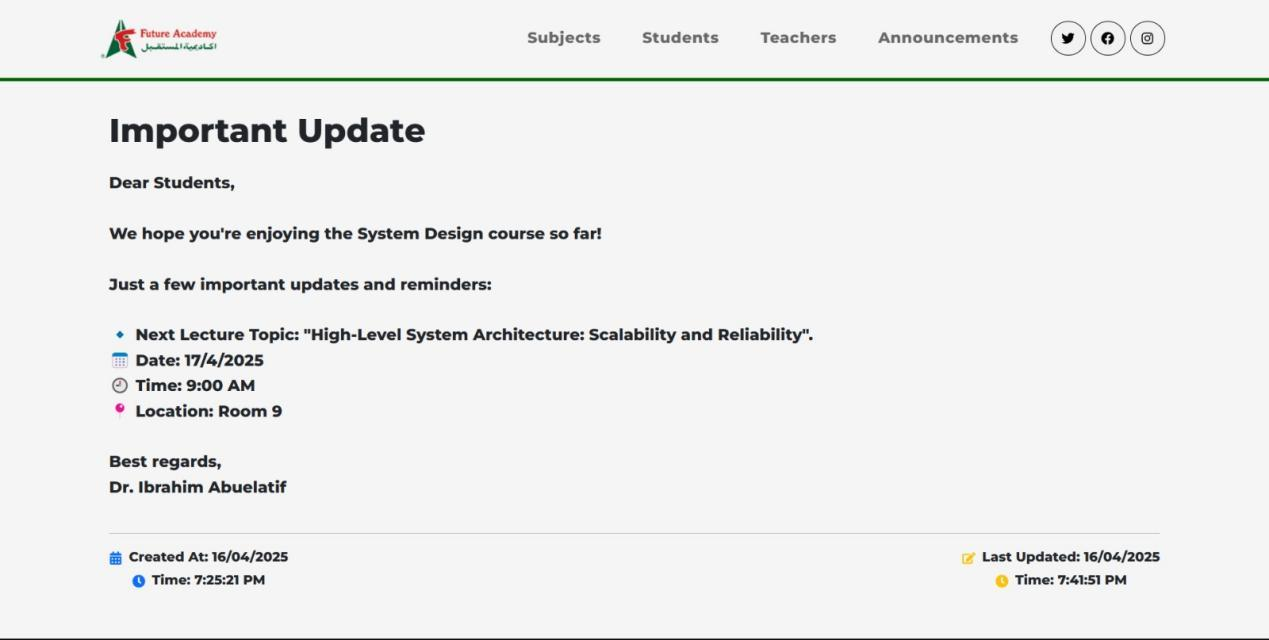 Future Academy
اكاديمية المستقبل
Subjects
Students
Teachers
Announcements
Important Update
Dear Students,
We hope you're enjoying the System Design course so far!
Just a few important updates and reminders:
Next Lecture Topic: "High-Level System Architecture: Scalability and Reliability".
Date: 17/4/2025
Time: 9:00 AM
Location: Room 9
Best regards,
Dr. Ibrahim Abuelatif
Created At: 16/04/2025
Time: 7:25:21 PM
Last Updated: 16/04/2025
Time: 7:41:51 PM